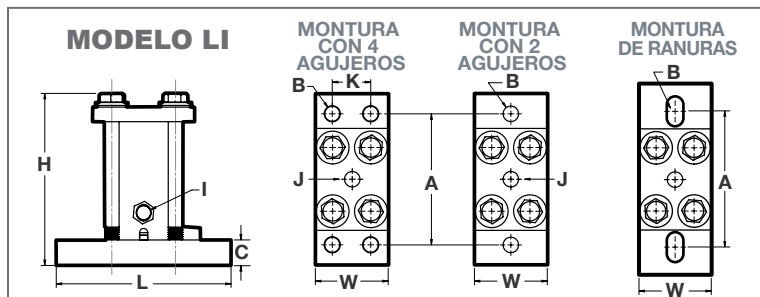 MODELO LI
H
I
C
L
MONTURA
CON 4
AGUJEROS
B
K
J
A
W
MONTURA
CON 2
AGUJEROS
B
J
W
MONTURA
DE RANURAS
B
A
W